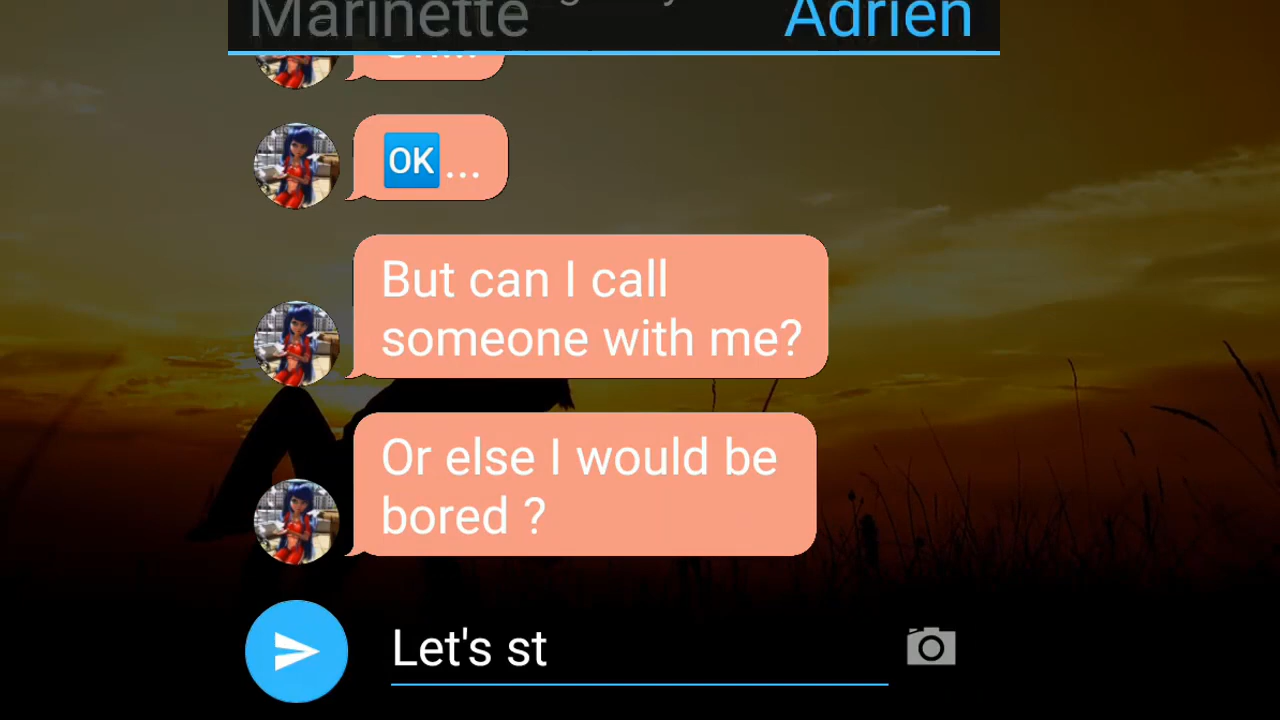 Marinette Adrien
OK...
But can I call
someone with me?
Or else I would be
bored ?
Let's st